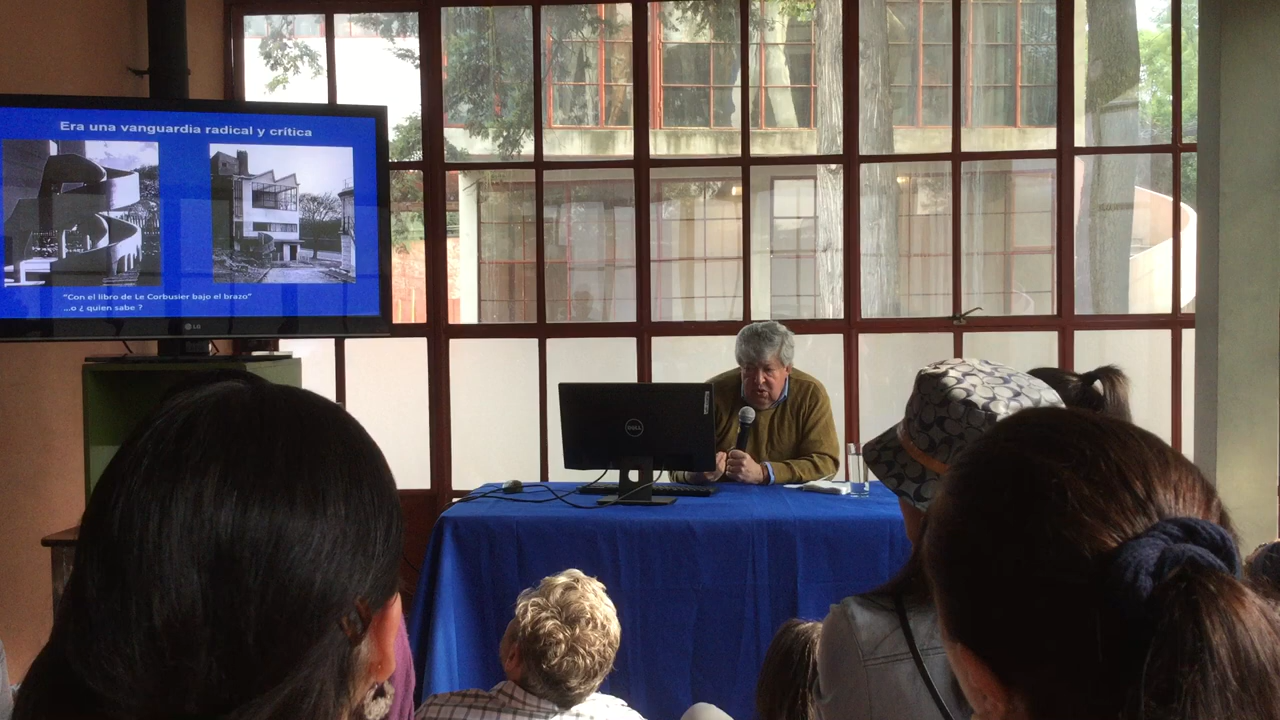 Era una vanguardia radical y crítica
“Con el libro de Le Corbusier bajo el brazo”
...o ¿ quien sabe ?
LG
DELL